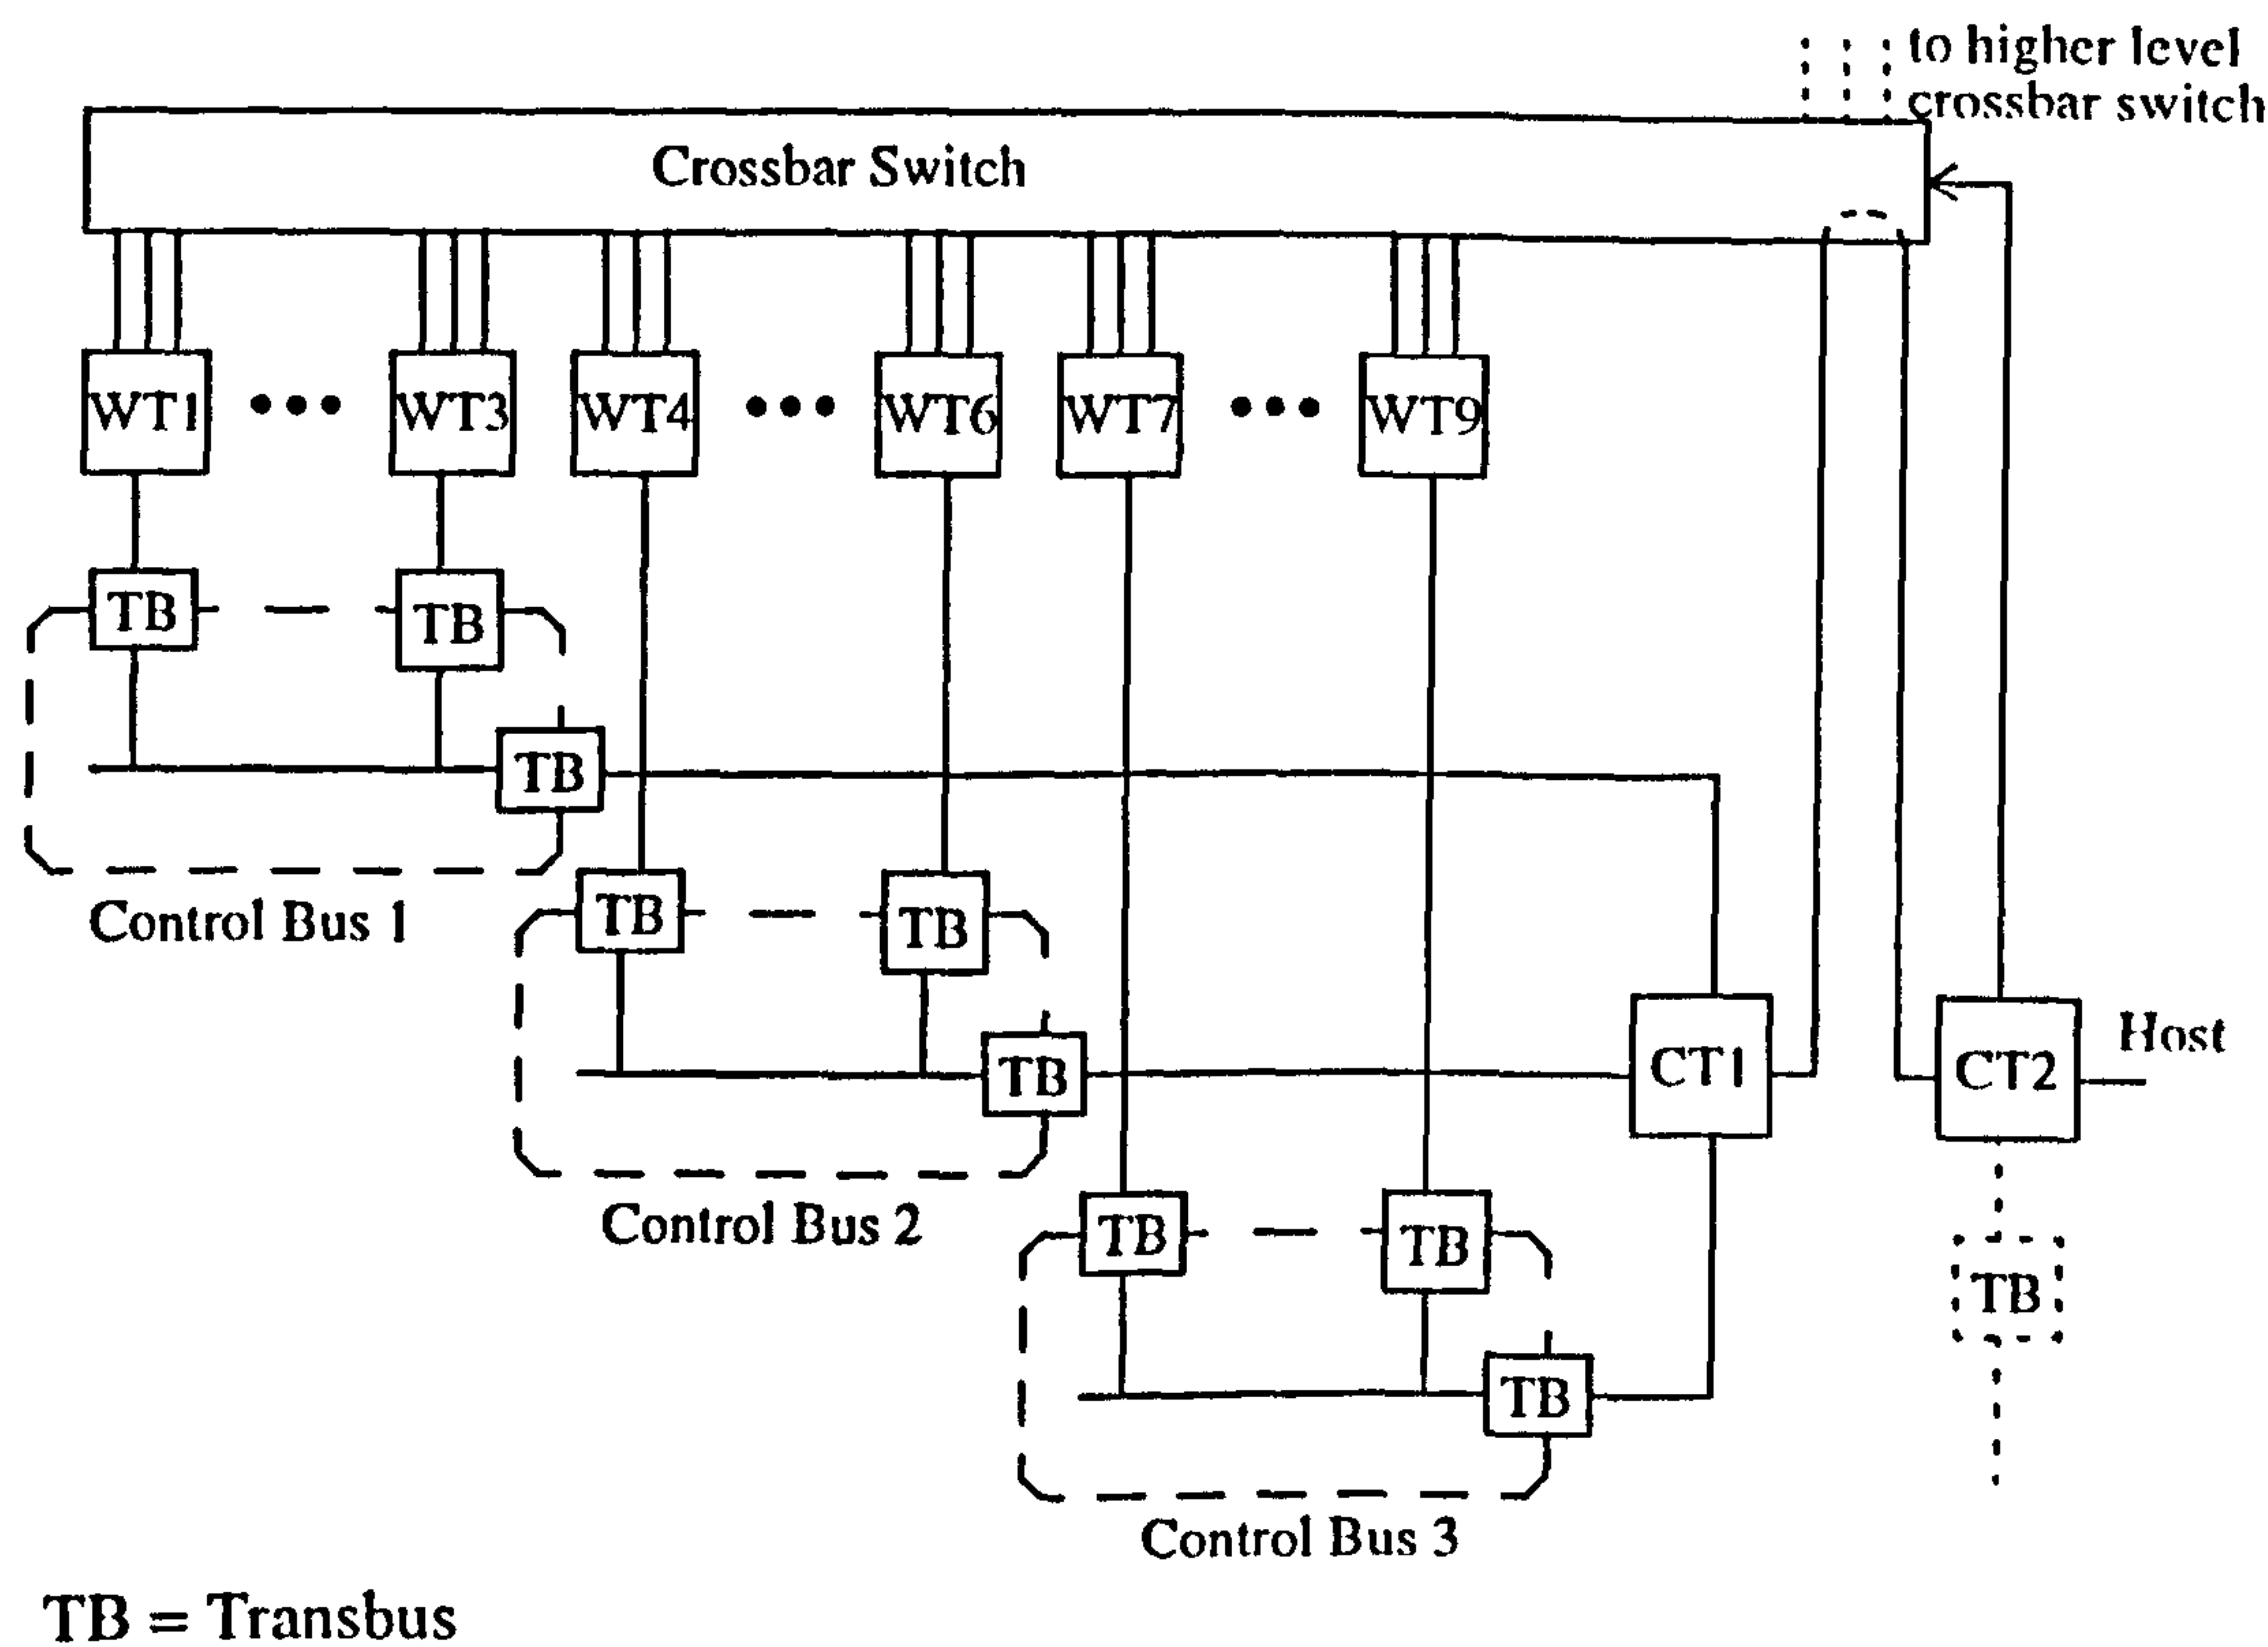 to higher level
crossbar switch
Crossbar Switch
WT1 WT3 WT4 WT6 WT7 WT9
TB
TB
TB
Control Bus 1
TB
TB
TB
Control Bus 2
CT1
CT2
Host
TB
TB
TB
TB
Control Bus 3
TB = Transbus